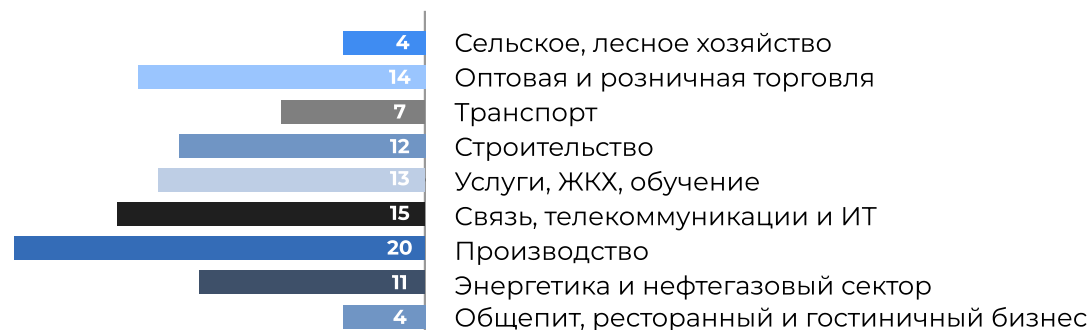 4 Сельское, лесное хозяйство
14 Оптовая и розничная торговля
7 Транспорт
12 Строительство
13 Услуги, ЖКХ, обучение
15 Связь, телекоммуникации и ИТ
20 Производство
11 Энергетика и нефтегазовый сектор
4 Общепит, ресторанный и гостиничный бизнес